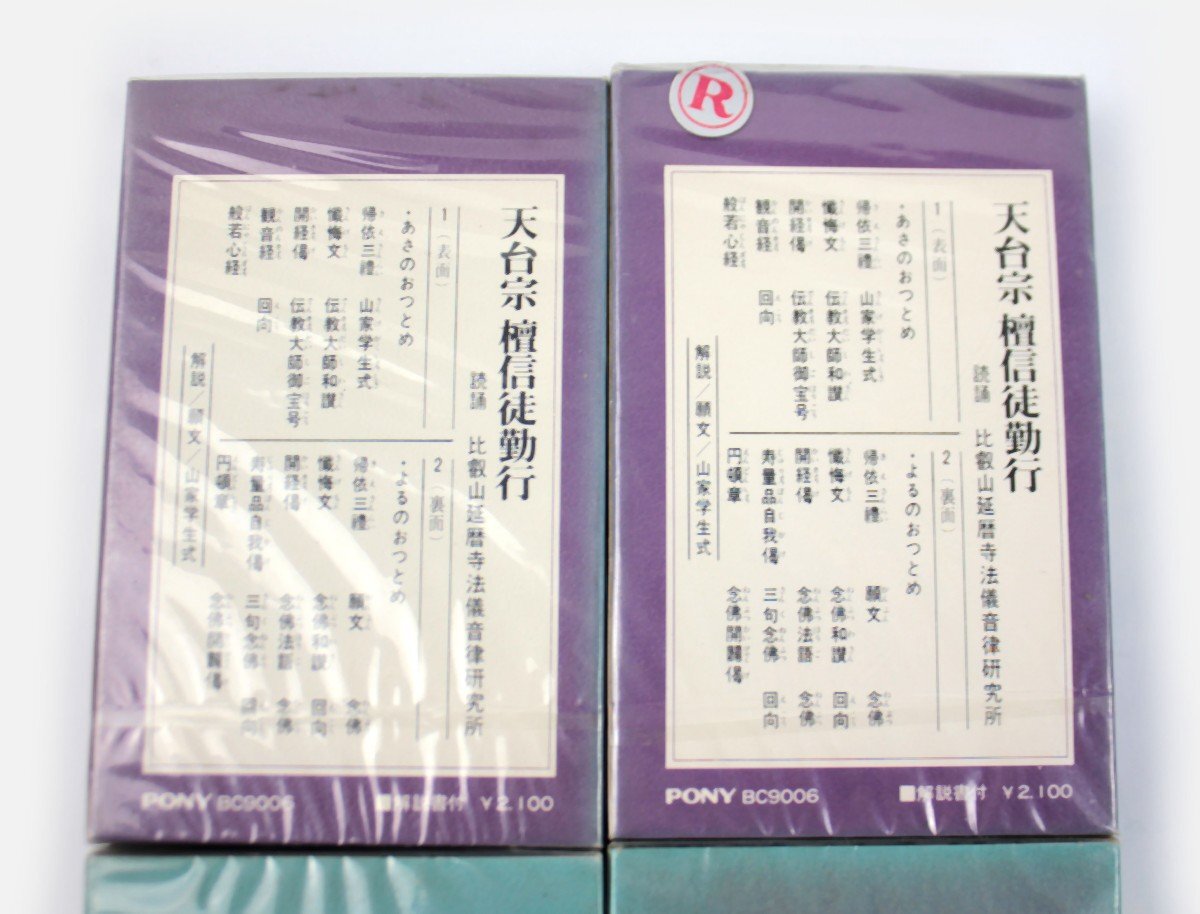 天台宗 檀信徒勤行
読誦 比叡山延暦寺法儀音律研究所
1（表面）
・あさのおつとめ
帰依三禮 山家学生式
懺悔文 伝教大師和讃
開経偈 伝教大師御宝号
観音経 回向
般若心経
2（裏面）
・よるのおつとめ
帰依三禮 願文 念佛
懺悔文 念佛和讃 回向
開経偈 念佛法語 念佛
寿量品自我偈 三句念佛 回向
円頓章 念佛開闢偈
解説／願文／山家学生式
PONY BC9006 ■解説書付 ¥2,100
R
天台宗 檀信徒勤行
読誦 比叡山延暦寺法儀音律研究所
1（表面）
・あさのおつとめ
帰依三禮 山家学生式
懺悔文 伝教大師和讃
開経偈 伝教大師御宝号
観音経 回向
般若心経
2（裏面）
・よるのおつとめ
帰依三禮 願文 念佛
懺悔文 念佛和讃 回向
開経偈 念佛法語 念佛
寿量品自我偈 三句念佛 回向
円頓章 念佛開闢偈
解説／願文／山家学生式
PONY BC9006 ■解説書付 ¥2,100